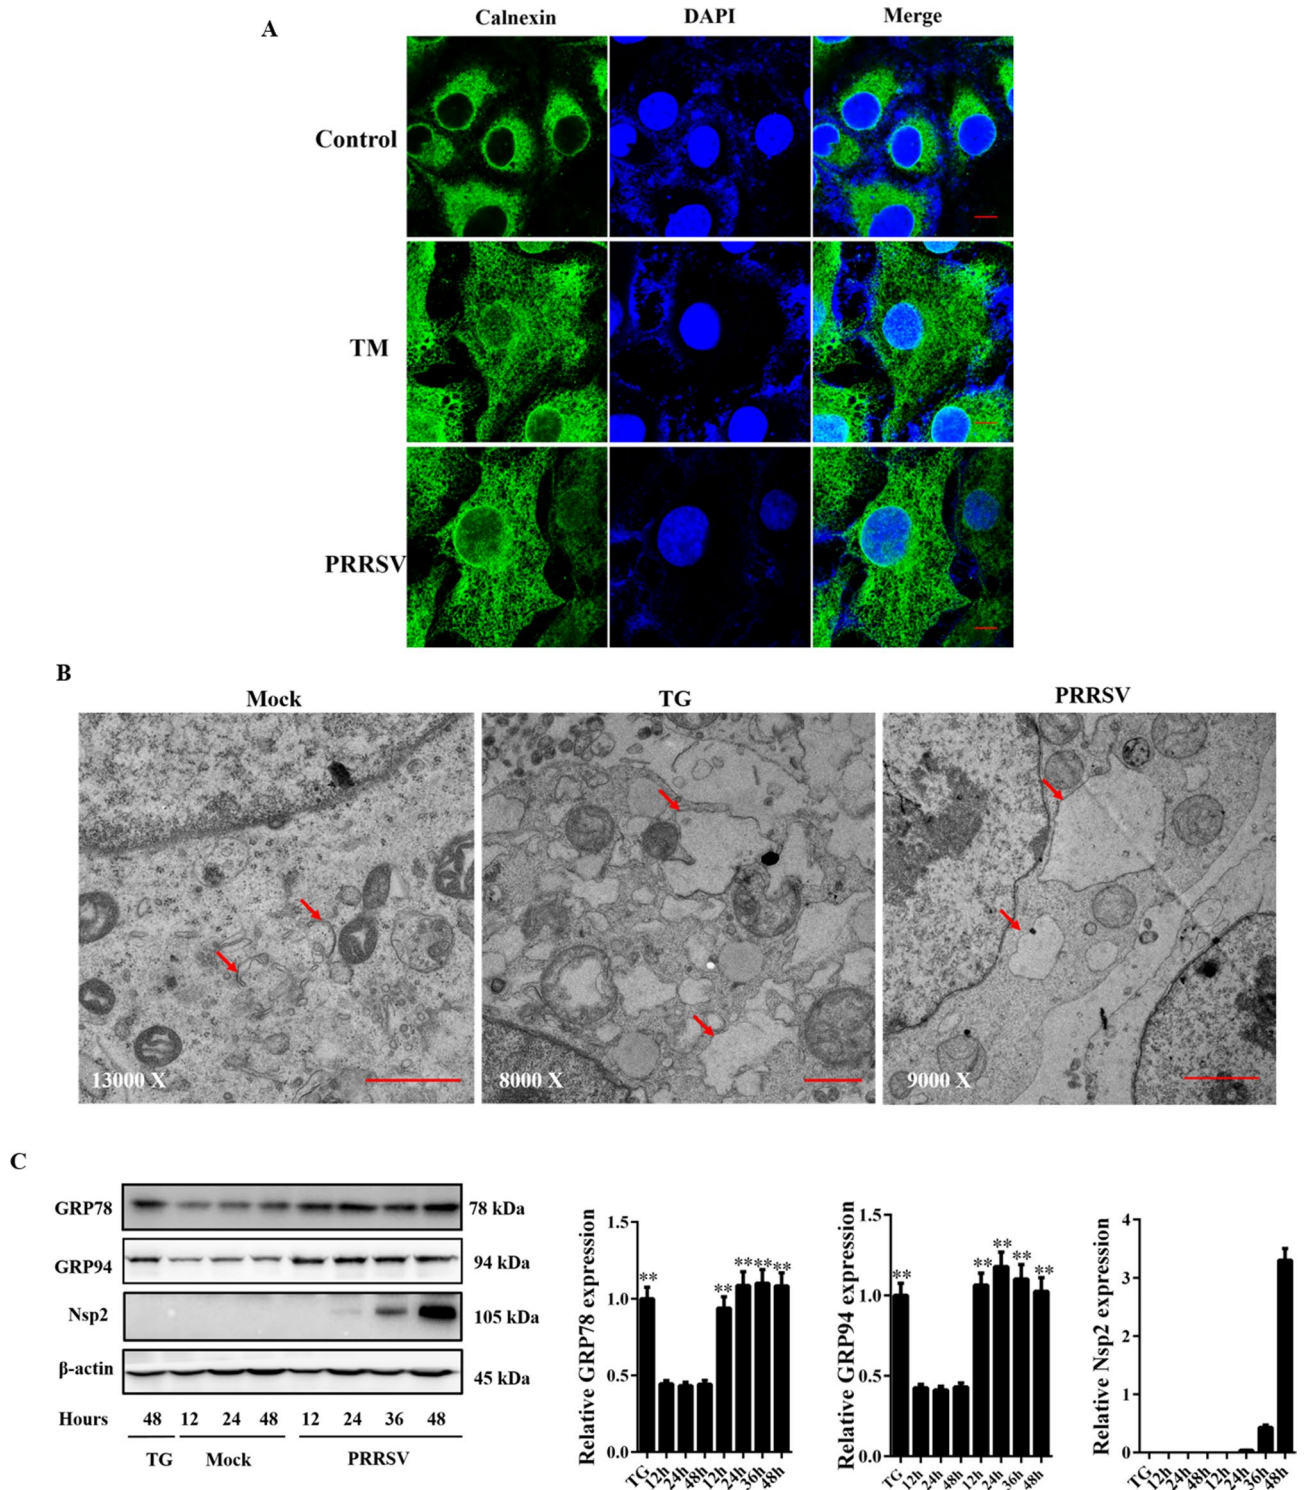 A
Calnexin DAPI Merge
Control
TM
PRRSV
B
Mock TG PRRSV
13000 X 8000 X 9000 X
C
GRP78 78 kDa
GRP94 94 kDa
Nsp2 105 kDa
β-actin 45 kDa
Hours 48 12 24 48 12 24 36 48
TG Mock PRRSV
Relative GRP78 expression
1.5
1.0
0.5
0.0
** ** ** ** **
TG 12h 24h 48h 12h 24h 36h 48h
Relative GRP94 expression
1.5
1.0
0.5
0.0
** ** ** ** **
TG 12h 24h 48h 12h 24h 36h 48h
Relative Nsp2 expression
4
3
2
1
0
TG 12h 24h 48h 12h 24h 36h 48h